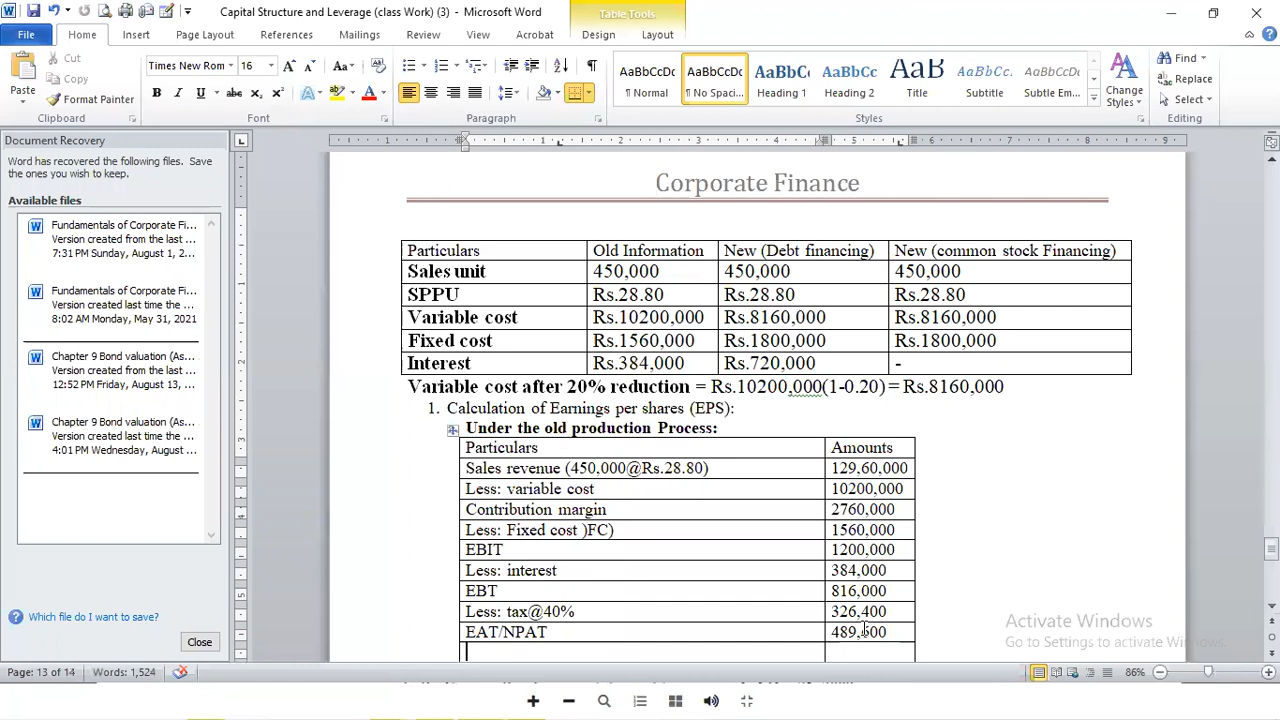 Capital Structure and Leverage (class Work) (3) - Microsoft Word
Table Tools
File Home Insert Page Layout References Mailings Review View Acrobat Design Layout
Paste
Cut
Copy
Format Painter
Clipboard
Times New Rom 16
Font
Paragraph
AaBbCcDc
¶ Normal
AaBbCcDc
¶ No Spaci...
AaBbCc
Heading 1
AaBbCc
Heading 2
AaB
Title
AaBbCcDc
Subtitle
AaBbCcDc
Subtle Em...
Change
Styles
Styles
Find
Replace
Select
Editing
Document Recovery
Word has recovered the following files. Save
the ones you wish to keep.
Available files
Fundamentals of Corporate Fi...
Version created from the last ...
7:31 PM Sunday, August 1, 2...
Fundamentals of Corporate Fi...
Version created last time the ...
8:02 AM Monday, May 31, 2021
Chapter 9 Bond valuation (As...
Version created from the last ...
12:52 PM Friday, August 13, ...
Chapter 9 Bond valuation (As...
Version created from the last ...
4:01 PM Wednesday, August ...
Which file do I want to save?
Close
Corporate Finance
Particulars Old Information New (Debt financing) New (common stock Financing)
Sales unit 450,000 450,000 450,000
SPPU Rs.28.80 Rs.28.80 Rs.28.80
Variable cost Rs.10200,000 Rs.8160,000 Rs.8160,000
Fixed cost Rs.1560,000 Rs.1800,000 Rs.1800,000
Interest Rs.384,000 Rs.720,000 -
Variable cost after 20% reduction = Rs.10200,000(1-0.20) = Rs.8160,000
1. Calculation of Earnings per shares (EPS):
Under the old production Process:
Particulars Amounts
Sales revenue (450,000@Rs.28.80) 129,60,000
Less: variable cost 10200,000
Contribution margin 2760,000
Less: Fixed cost )FC) 1560,000
EBIT 1200,000
Less: interest 384,000
EBT 816,000
Less: tax@40% 326,400
EAT/NPAT 489,600
Activate Windows
Go to Settings to activate Windows.
Page: 13 of 14 Words: 1,524 86%